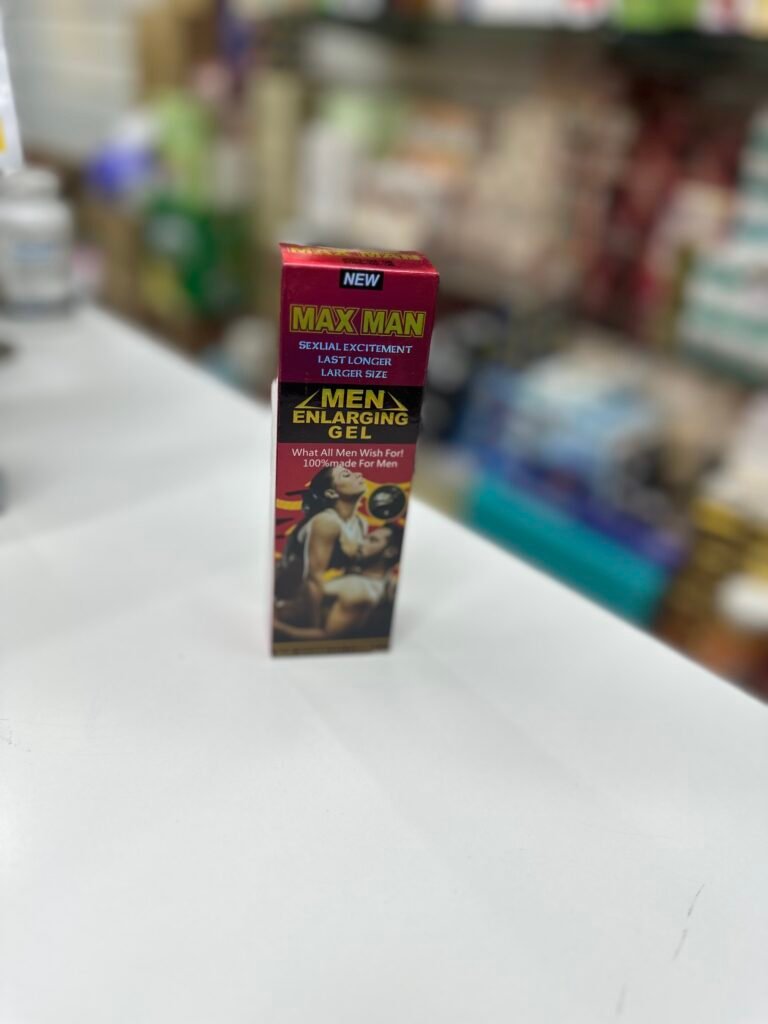 NEW
MAX MAN
SEXUAL EXCITEMENT
LAST LONGER
LARGER SIZE
MEN
ENLARGING
GEL
What All Men Wish For!
100%made For Men